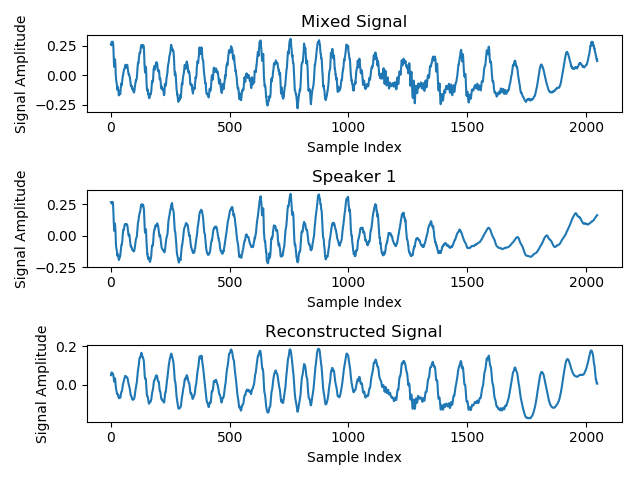 Mixed Signal
Signal Amplitude
0.25
0.00
−0.25
0
500
1000
1500
2000
Sample Index
Speaker 1
Signal Amplitude
0.25
0.00
−0.25
0
500
1000
1500
2000
Sample Index
Reconstructed Signal
Signal Amplitude
0.2
0.0
0
500
1000
1500
2000
Sample Index